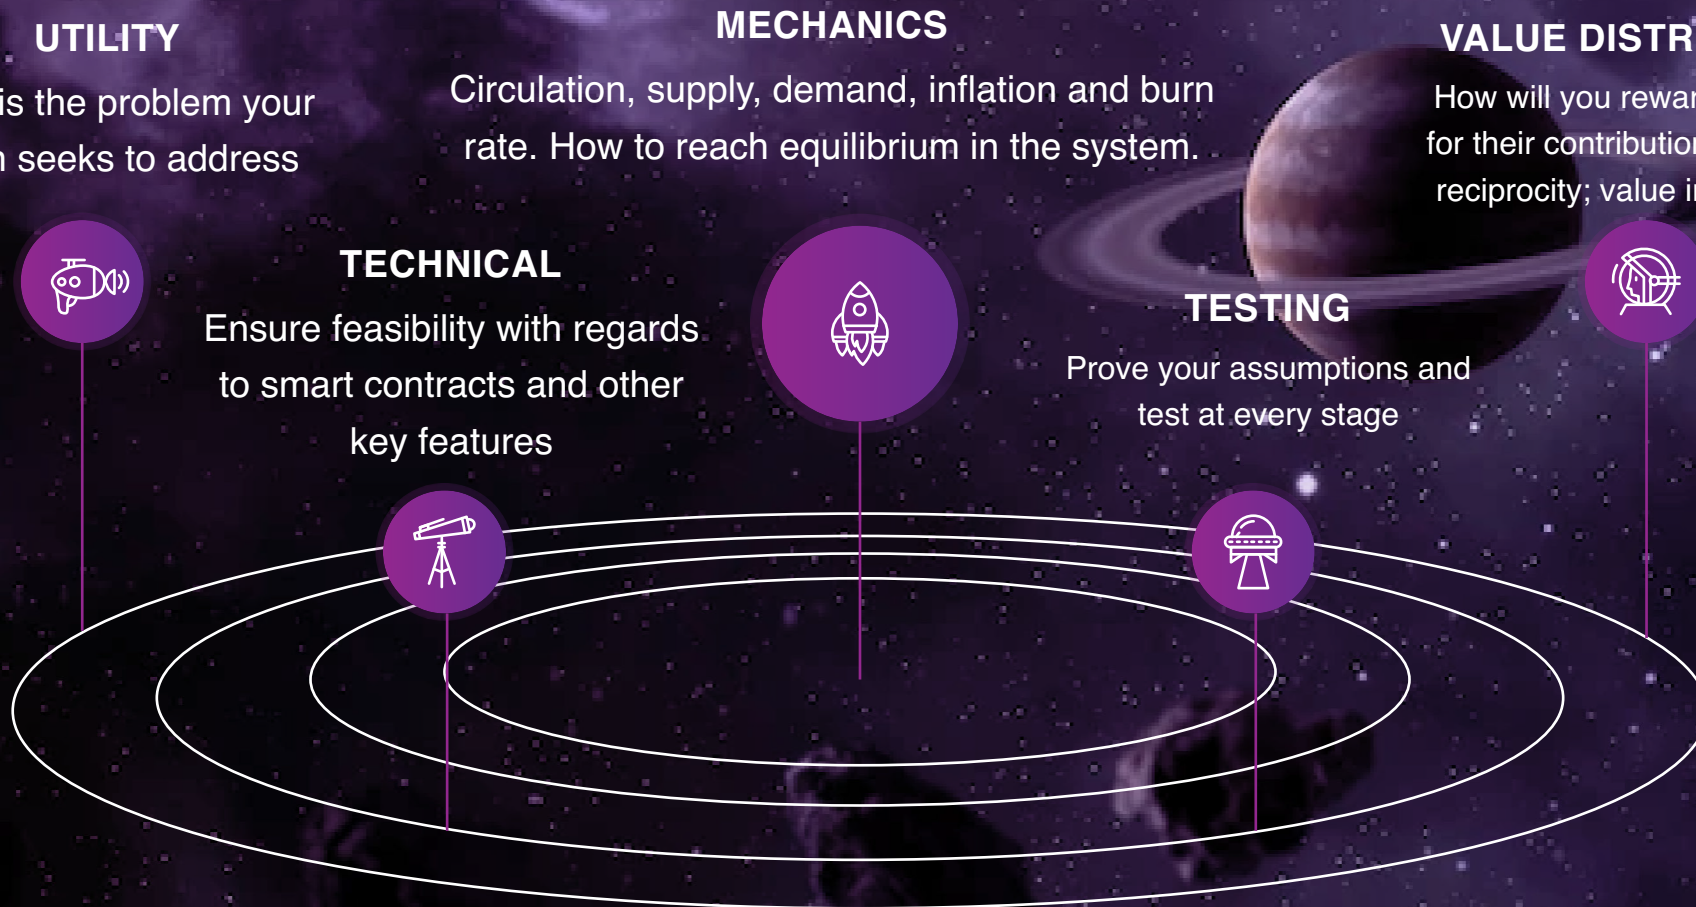 UTILITY
is the problem your
seeks to address
MECHANICS
Circulation, supply, demand, inflation and burn
rate. How to reach equilibrium in the system.
VALUE DISTR
How will you rewar
for their contribution
reciprocity; value i
TECHNICAL
Ensure feasibility with regards
to smart contracts and other
key features
TESTING
Prove your assumptions and
test at every stage